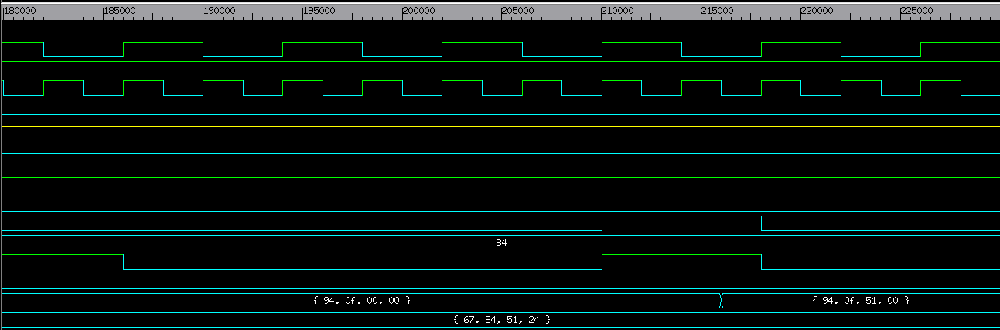 180000 185000 190000 195000 200000 205000 210000 215000 220000 225000
84
{ 94, 0f, 00, 00 } { 94, 0f, 51, 00 }
{ 67, 84, 51, 24 }